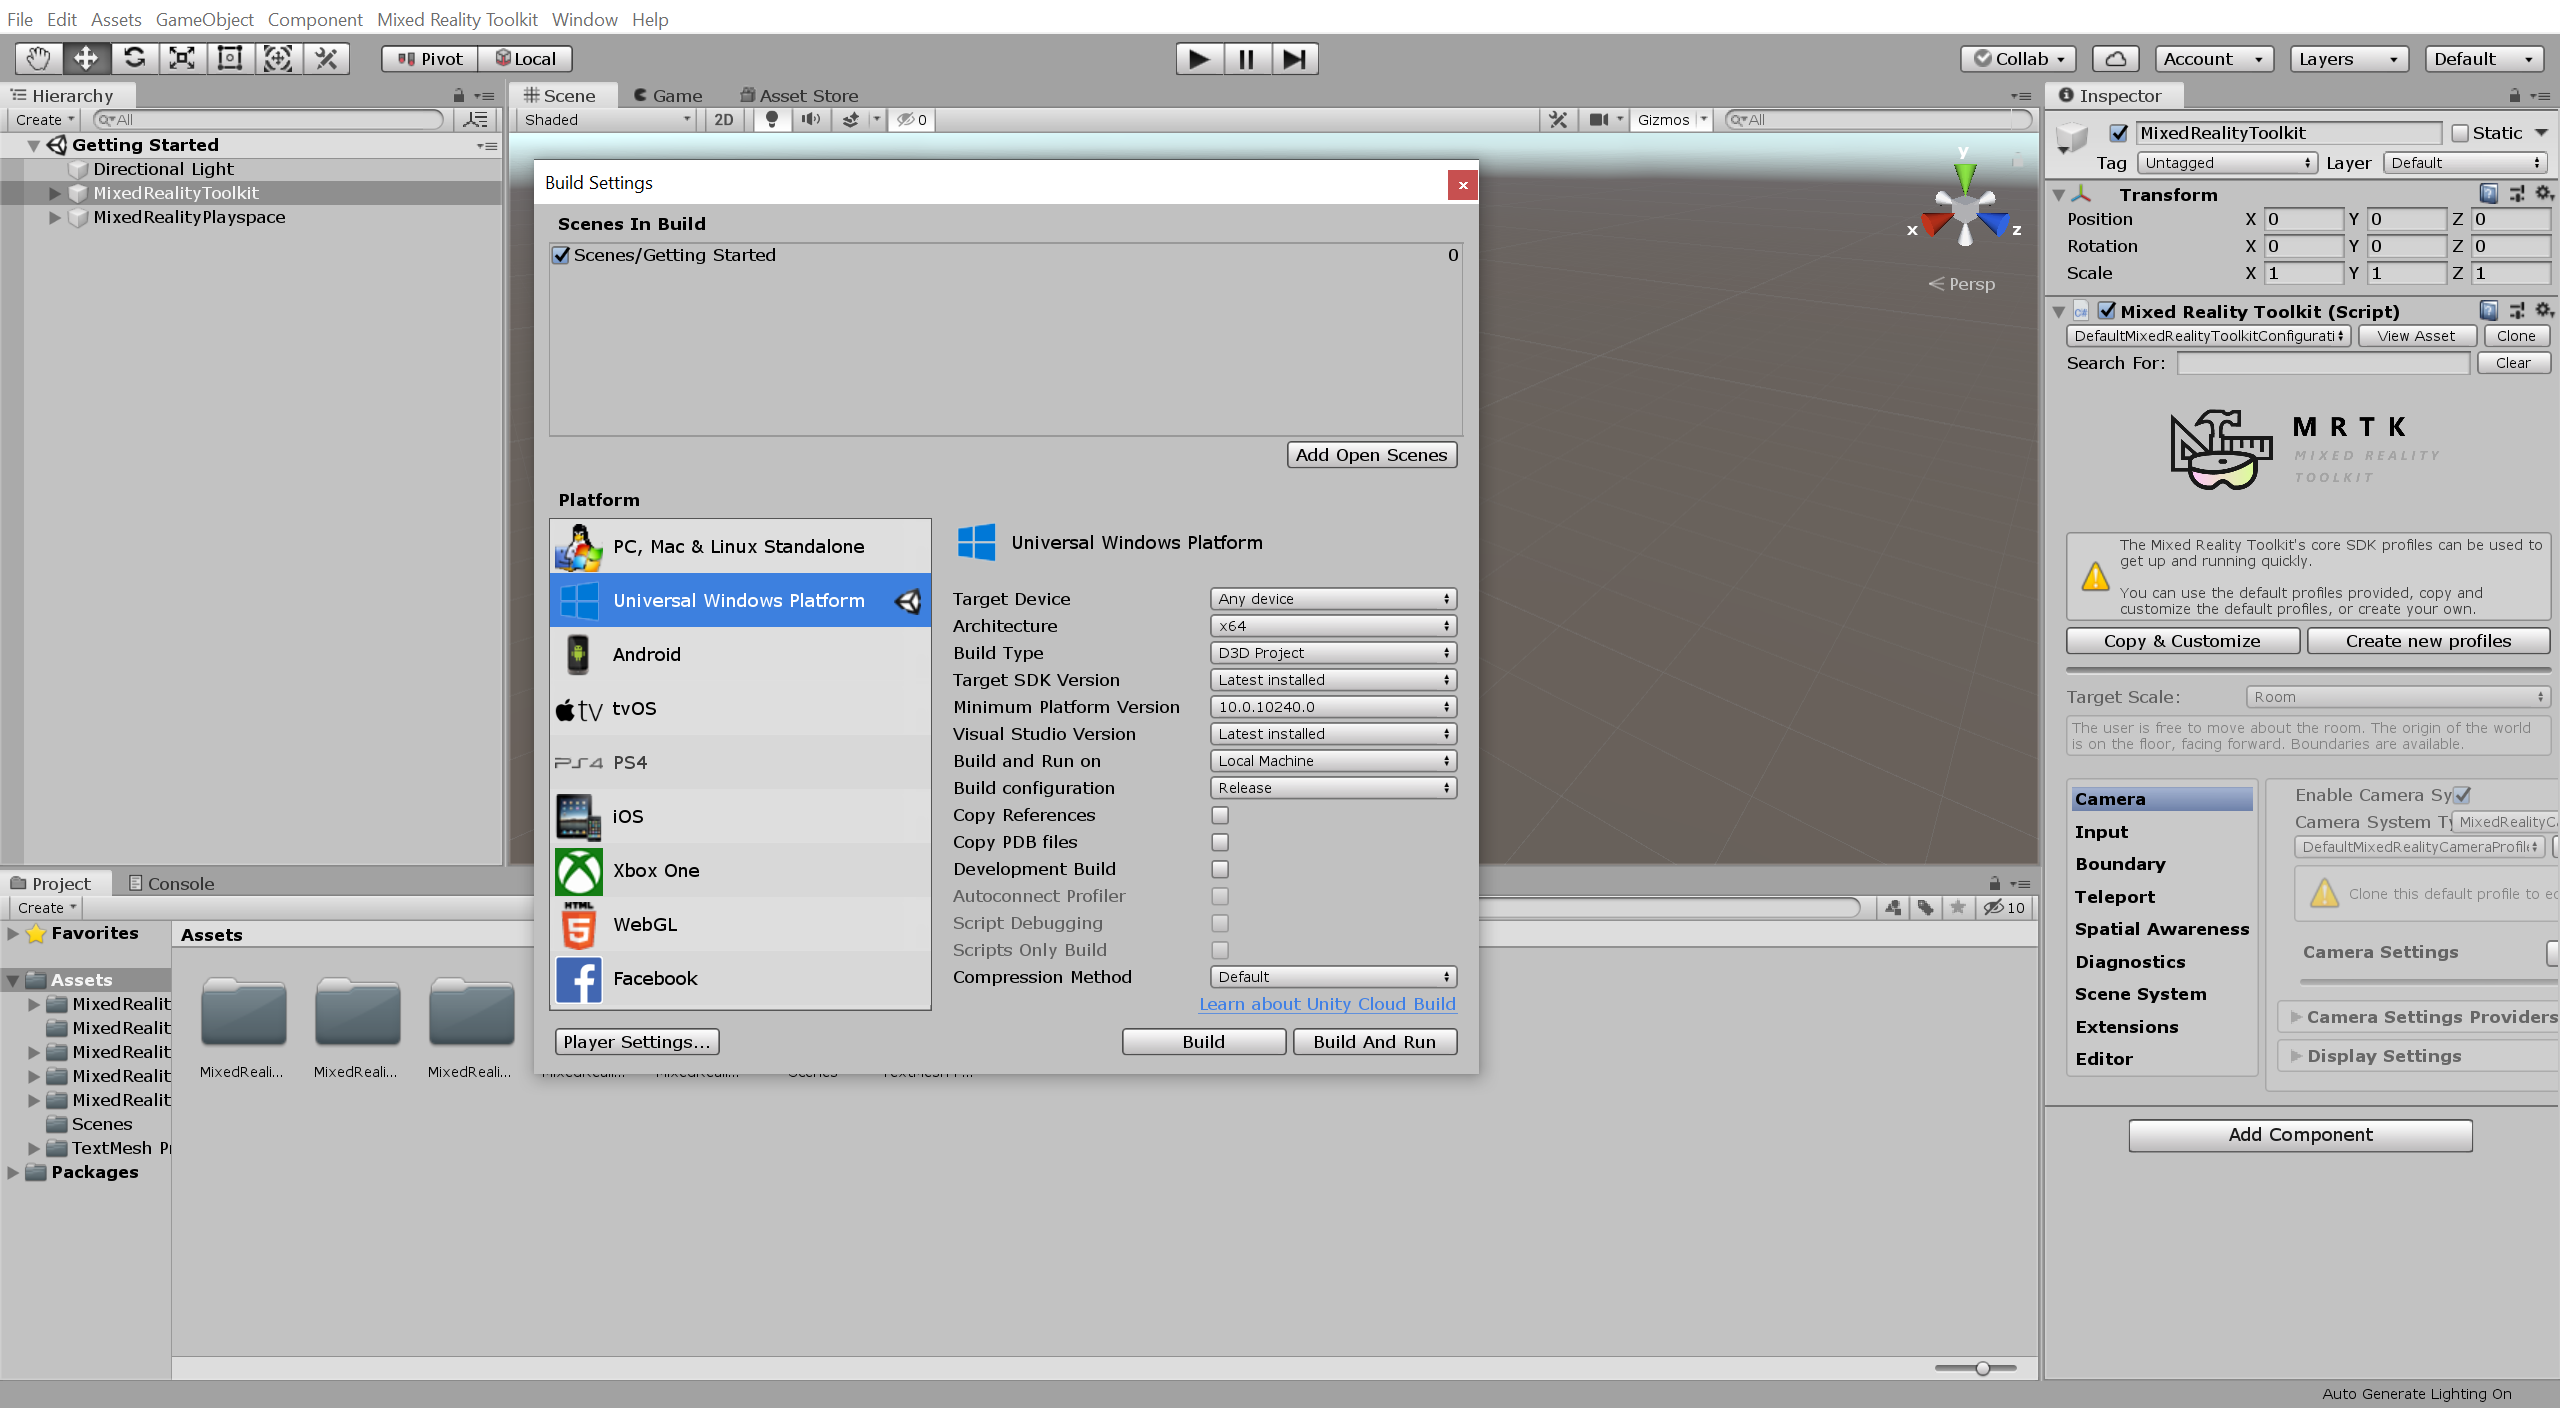 File Edit Assets GameObject Component Mixed Reality Toolkit Window Help
Pivot Local
Collab Account Layers Default
Hierarchy
Create All
Getting Started
Directional Light
MixedRealityToolkit
MixedRealityPlayspace
Scene Game Asset Store
Shaded 2D 0 Gizmos All
y
x z
Persp
Build Settings
Scenes In Build
Scenes/Getting Started 0
Add Open Scenes
Platform
PC, Mac & Linux Standalone
Universal Windows Platform
Android
tv tvOS
PS4 PS4
iOS
Xbox One
HTML 5 WebGL
Facebook
Player Settings...
Universal Windows Platform
Target Device Any device
Architecture x64
Build Type D3D Project
Target SDK Version Latest installed
Minimum Platform Version 10.0.10240.0
Visual Studio Version Latest installed
Build and Run on Local Machine
Build configuration Release
Copy References
Copy PDB files
Development Build
Autoconnect Profiler
Script Debugging
Scripts Only Build
Compression Method Default
Learn about Unity Cloud Build
Build Build And Run
Project Console
Create
10
Favorites
Assets
MixedRealit
MixedRealit
MixedRealit
MixedRealit
MixedRealit
Scenes
TextMesh P
Packages
Assets
MixedReali... MixedReali... MixedReali...
Inspector
MixedRealityToolkit Static
Tag Untagged Layer Default
Transform
Position X 0 Y 0 Z 0
Rotation X 0 Y 0 Z 0
Scale X 1 Y 1 Z 1
Mixed Reality Toolkit (Script)
DefaultMixedRealityToolkitConfigurati View Asset Clone
Search For: Clear
MRTK
MIXED REALITY
TOOLKIT
The Mixed Reality Toolkit's core SDK profiles can be used to
get up and running quickly.
You can use the default profiles provided, copy and
customize the default profiles, or create your own.
Copy & Customize Create new profiles
Target Scale: Room
The user is free to move about the room. The origin of the world
is on the floor, facing forward. Boundaries are available.
Camera
Input
Boundary
Teleport
Spatial Awareness
Diagnostics
Scene System
Extensions
Editor
Enable Camera Sy
Camera System Ty MixedRealityC
DefaultMixedRealityCameraProfil
Clone this default profile to e
Camera Settings
Camera Settings Providers
Display Settings
Add Component
Auto Generate Lighting On